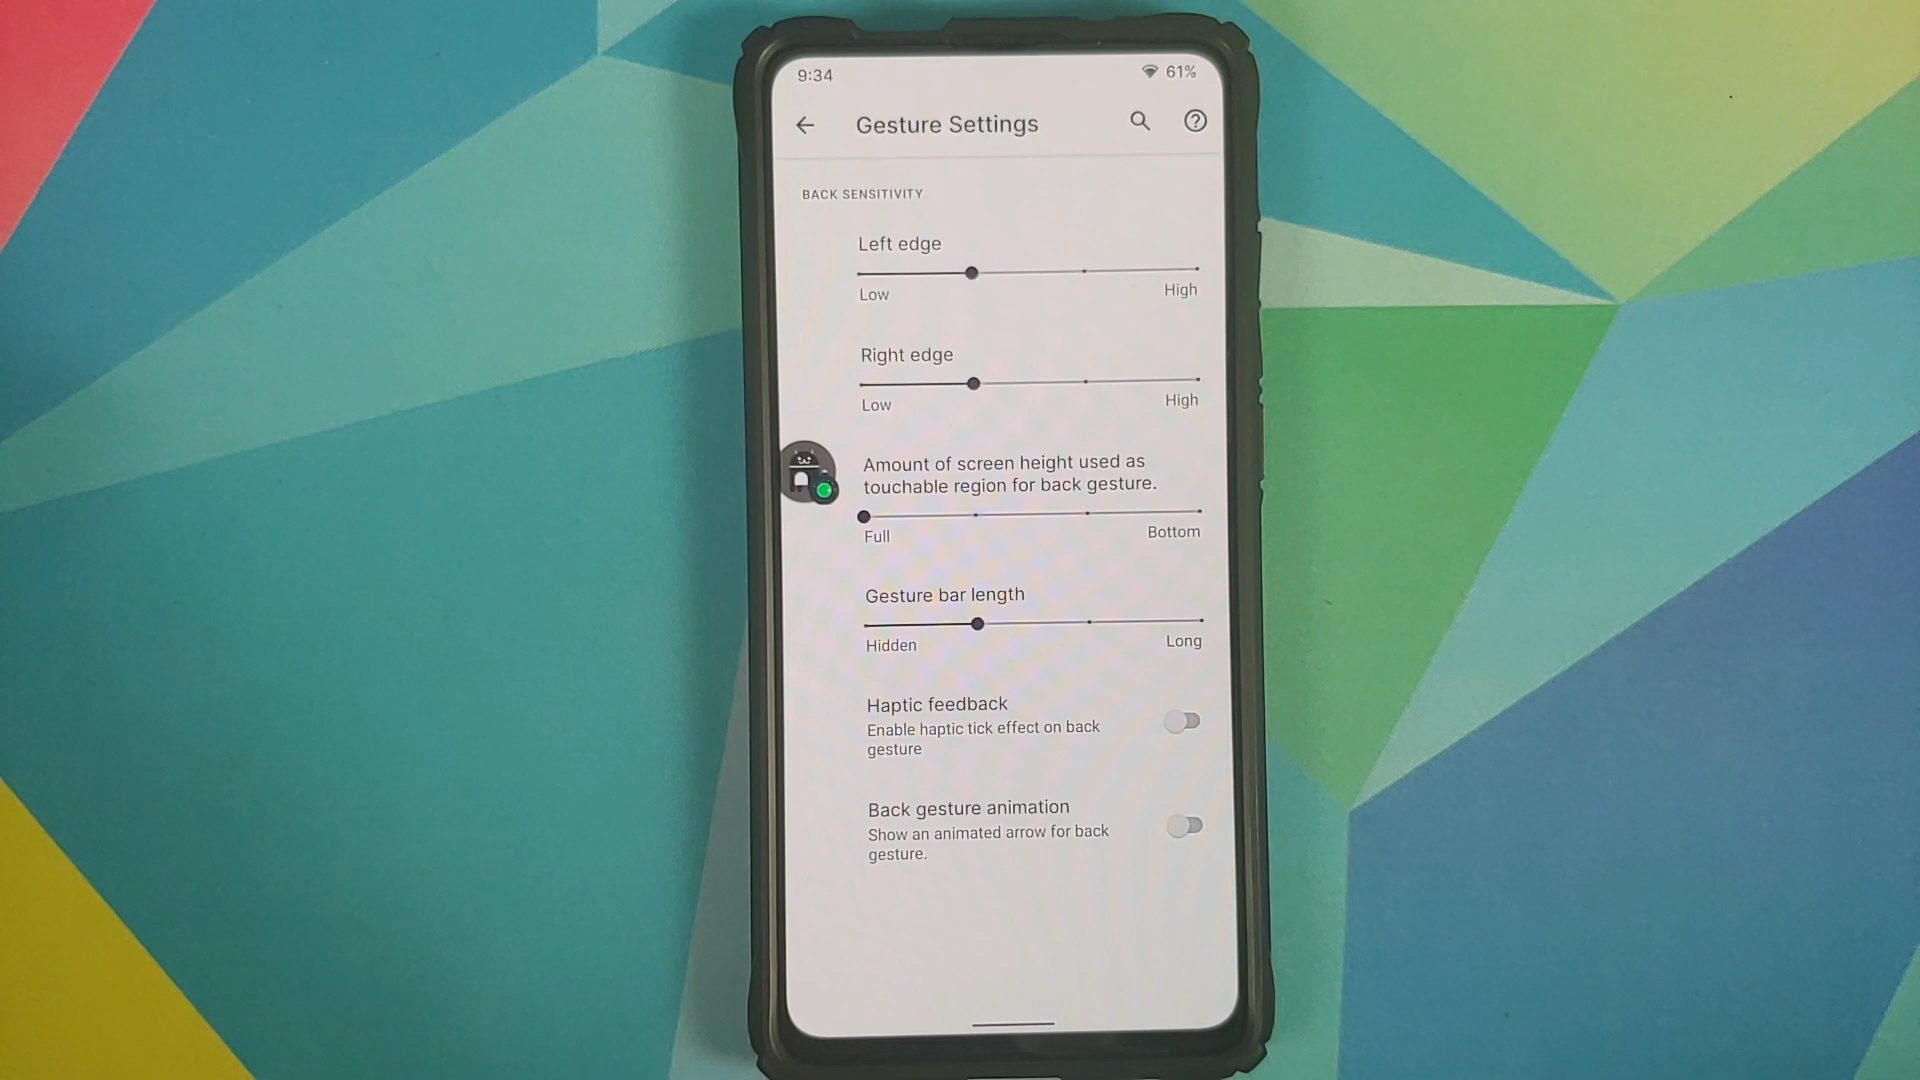 9:34
61%
Gesture Settings
BACK SENSITIVITY
Left edge
Low
High
Right edge
Low
High
Amount of screen height used as
touchable region for back gesture.
Full
Bottom
Gesture bar length
Hidden
Long
Haptic feedback
Enable haptic tick effect on back
gesture
Back gesture animation
Show an animated arrow for back
gesture.